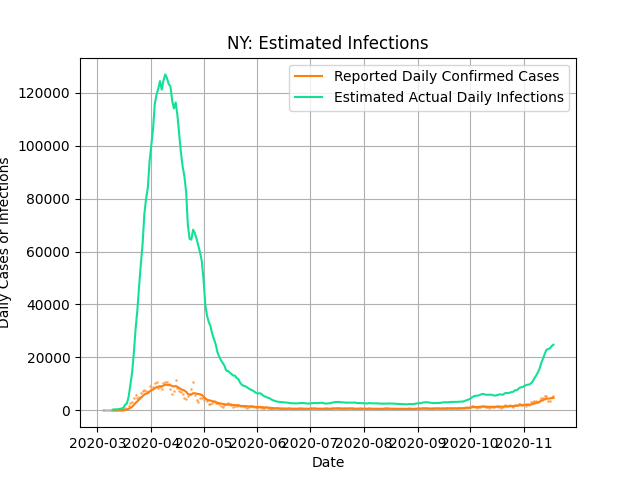 NY: Estimated Infections
Reported Daily Confirmed Cases
Estimated Actual Daily Infections
120000
100000
80000
60000
40000
20000
0
Daily Cases or Infections
2020-03 2020-04 2020-05 2020-06 2020-07 2020-08 2020-09 2020-10 2020-11
Date